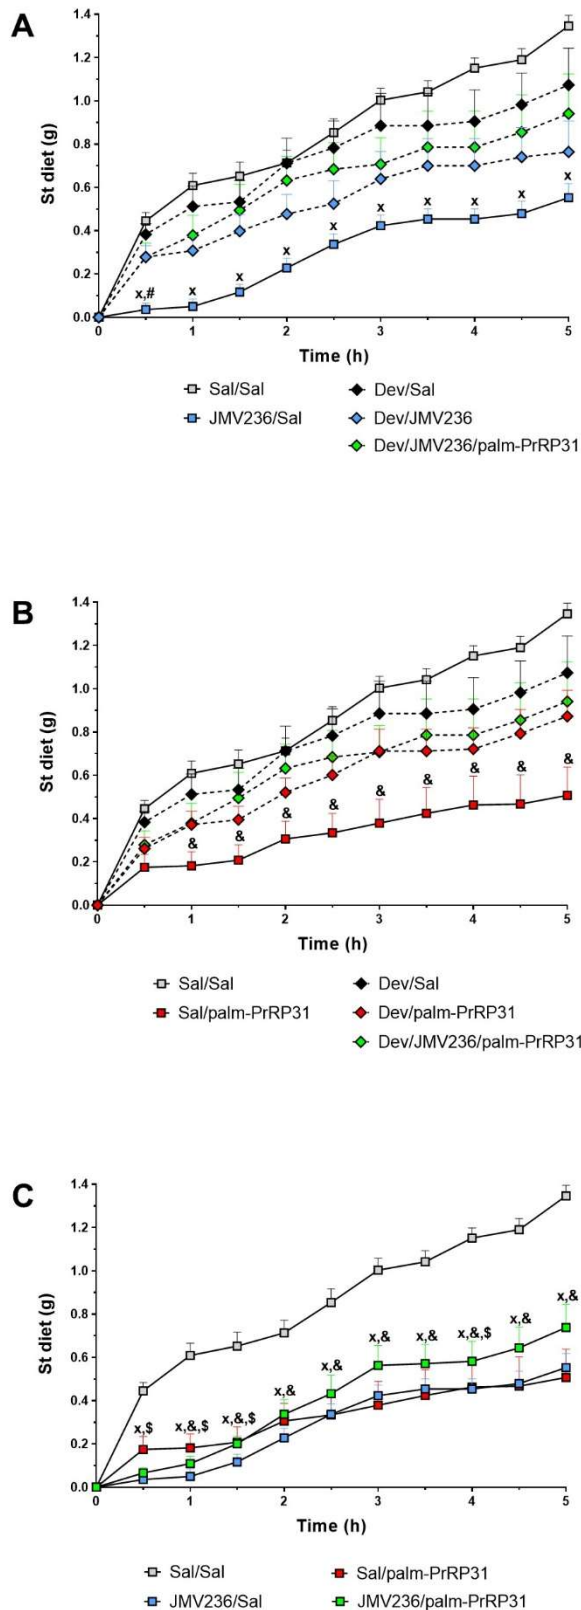 A
St diet (g)
1.4
1.2
1.0
0.8
0.6
0.4
0.2
0.0
x,# x x x x x x x x x
0 1 2 3 4 5
Time (h)
Sal/Sal Dev/Sal
JMV236/Sal Dev/JMV236
Dev/JMV236/palm-PrRP31
B
St diet (g)
1.4
1.2
1.0
0.8
0.6
0.4
0.2
0.0
& & & & & & & & &
0 1 2 3 4 5
Time (h)
Sal/Sal Dev/Sal
Sal/palm-PrRP31 Dev/palm-PrRP31
Dev/JMV236/palm-PrRP31
C
St diet (g)
1.4
1.2
1.0
0.8
0.6
0.4
0.2
0.0
x,$ x,&,$ x,&,$ x,& x,& x,& x,& x,&,$ x,& x,&
0 1 2 3 4 5
Time (h)
Sal/Sal Sal/palm-PrRP31
JMV236/Sal JMV236/palm-PrRP31